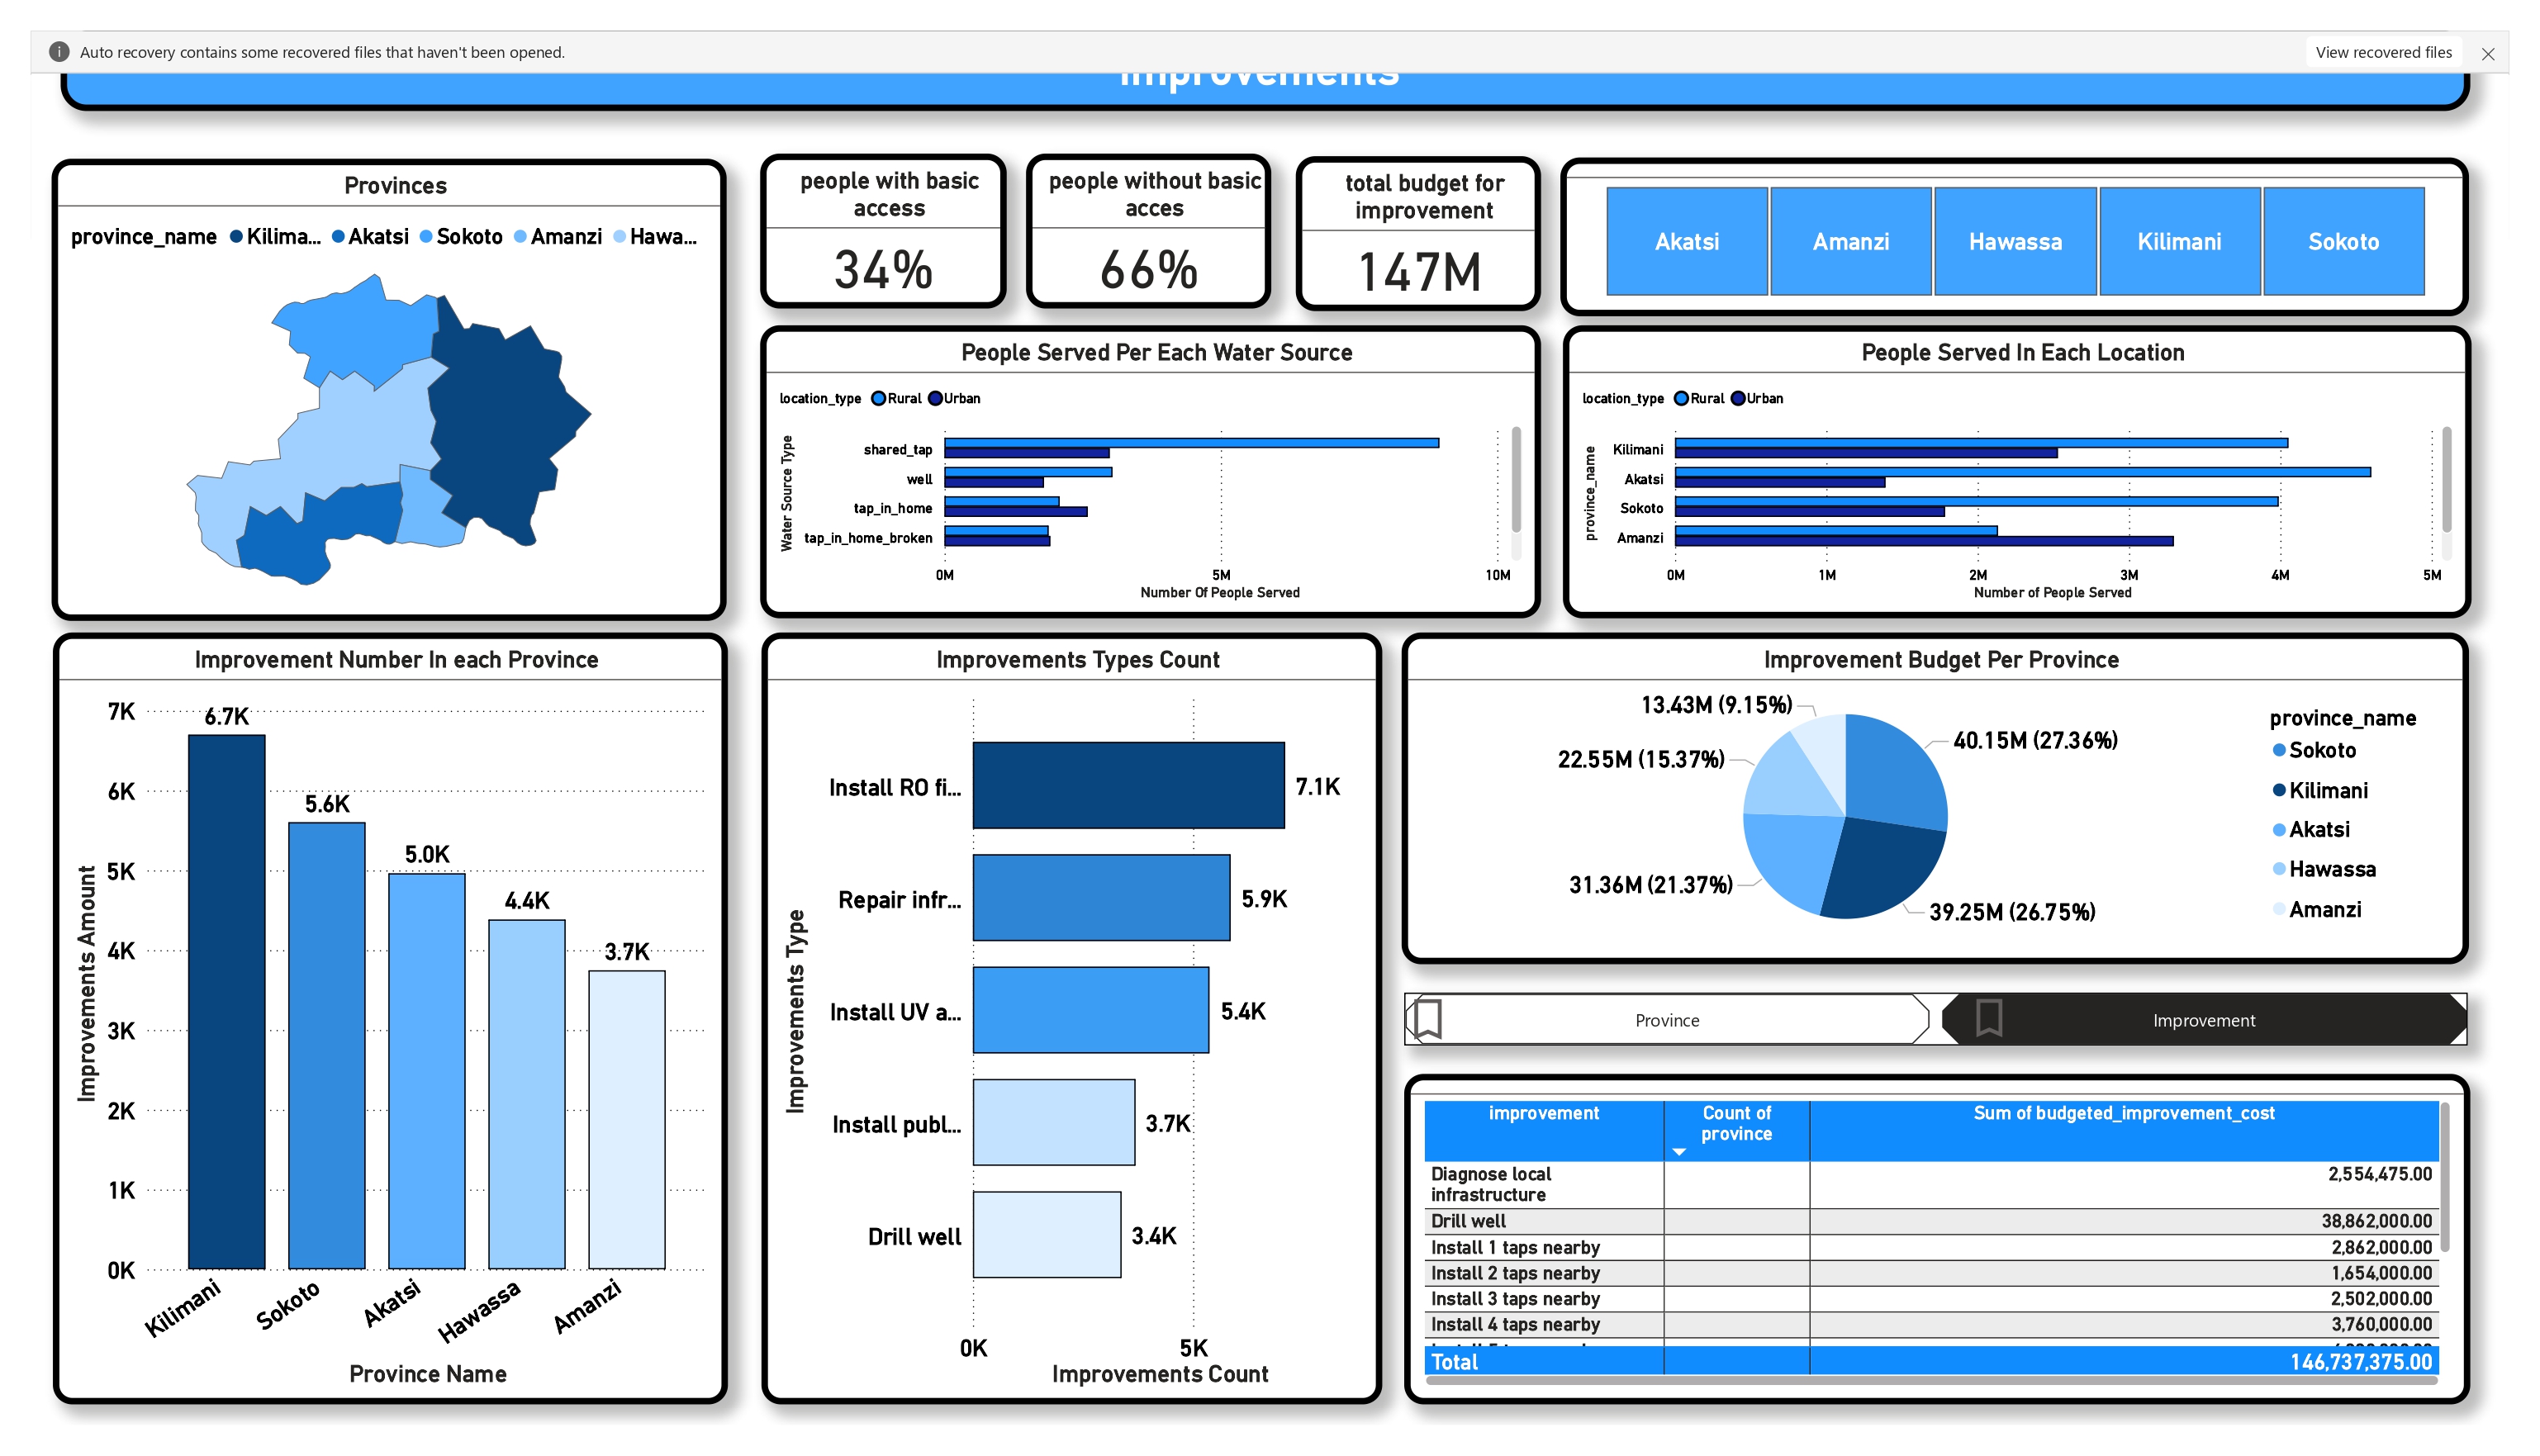 Auto recovery contains some recovered files that haven't been opened.
View recovered files
Improvements
Provinces
province_name Kilima... Akatsi Sokoto Amanzi Hawa...
people with basic
access
34%
people without basic
acces
66%
total budget for
improvement
147M
Akatsi Amanzi Hawassa Kilimani Sokoto
People Served Per Each Water Source
location_type Rural Urban
Water Source Type
shared_tap
well
tap_in_home
tap_in_home_broken
0M 5M 10M
Number Of People Served
People Served In Each Location
location_type Rural Urban
province_name
Kilimani
Akatsi
Sokoto
Amanzi
0M 1M 2M 3M 4M 5M
Number of People Served
Improvement Number In each Province
Improvements Amount
7K
6K
5K
4K
3K
2K
1K
0K
6.7K
5.6K
5.0K
4.4K
3.7K
Kilimani Sokoto Akatsi Hawassa Amanzi
Province Name
Improvements Types Count
Improvements Type
Install RO fi... 7.1K
Repair infr... 5.9K
Install UV a... 5.4K
Install publ... 3.7K
Drill well 3.4K
0K 5K
Improvements Count
Improvement Budget Per Province
13.43M (9.15%)
22.55M (15.37%)
31.36M (21.37%)
40.15M (27.36%)
39.25M (26.75%)
province_name
Sokoto
Kilimani
Akatsi
Hawassa
Amanzi
Province
Improvement
improvement Count of Sum of budgeted_improvement_cost
province
Diagnose local 2,554,475.00
infrastructure
Drill well 38,862,000.00
Install 1 taps nearby 2,862,000.00
Install 2 taps nearby 1,654,000.00
Install 3 taps nearby 2,502,000.00
Install 4 taps nearby 3,760,000.00
Total 146,737,375.00